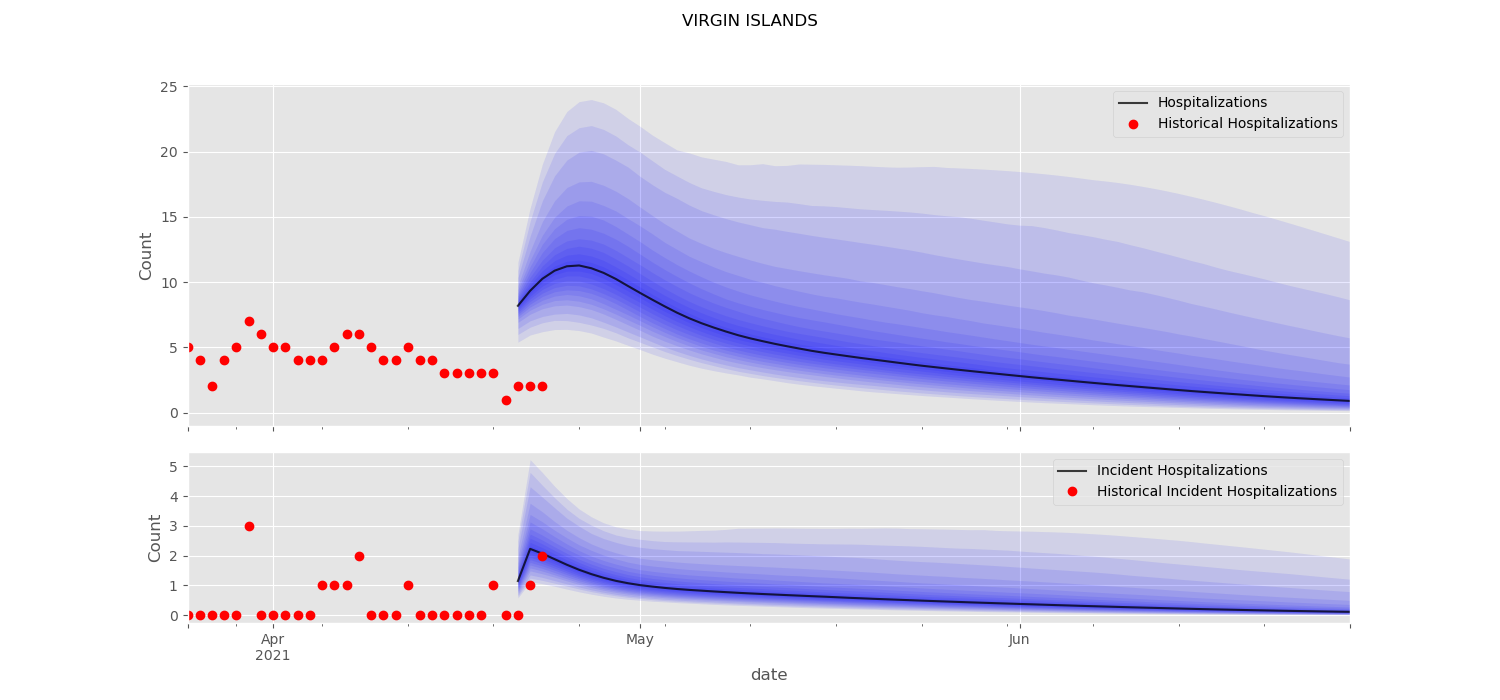 VIRGIN ISLANDS
25
20
15
10
5
0
Count
Hospitalizations
Historical Hospitalizations
5
4
3
2
1
0
Count
Incident Hospitalizations
Historical Incident Hospitalizations
Apr
2021
May
Jun
date